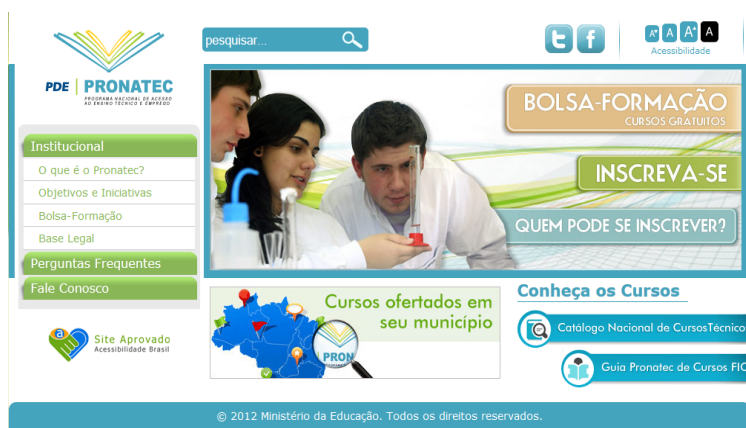 pesquisar...
A- A A+ A
Acessibilidade
PDE | PRONATEC
PROGRAMA NACIONAL DE ACESSO
AO ENSINO TÉCNICO E EMPREGO
BOLSA-FORMAÇÃO
CURSOS GRATUITOS
INSCREVA-SE
QUEM PODE SE INSCREVER?
Institucional
O que é o Pronatec?
Objetivos e Iniciativas
Bolsa-Formação
Base Legal
Perguntas Frequentes
Fale Conosco
Site Aprovado
Acessibilidade Brasil
Cursos ofertados em
seu município
PRON
Conheça os Cursos
Catálogo Nacional de CursosTécnico
Guia Pronatec de Cursos FIC
© 2012 Ministério da Educação. Todos os direitos reservados.